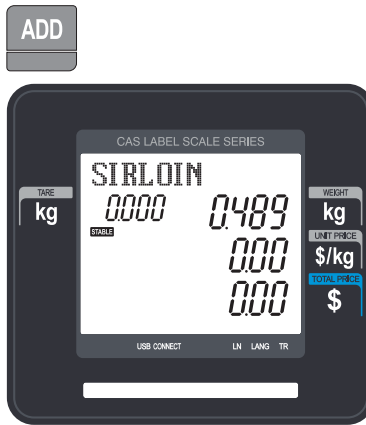 ADD
CAS LABEL SCALE SERIES
SIRLOIN
TARE
kg
0.000
0.489
WEIGHT
kg
STABLE
0.00
UNIT PRICE
$/kg
0.00
TOTAL PRICE
$
USB CONNECT
LN LANG TR